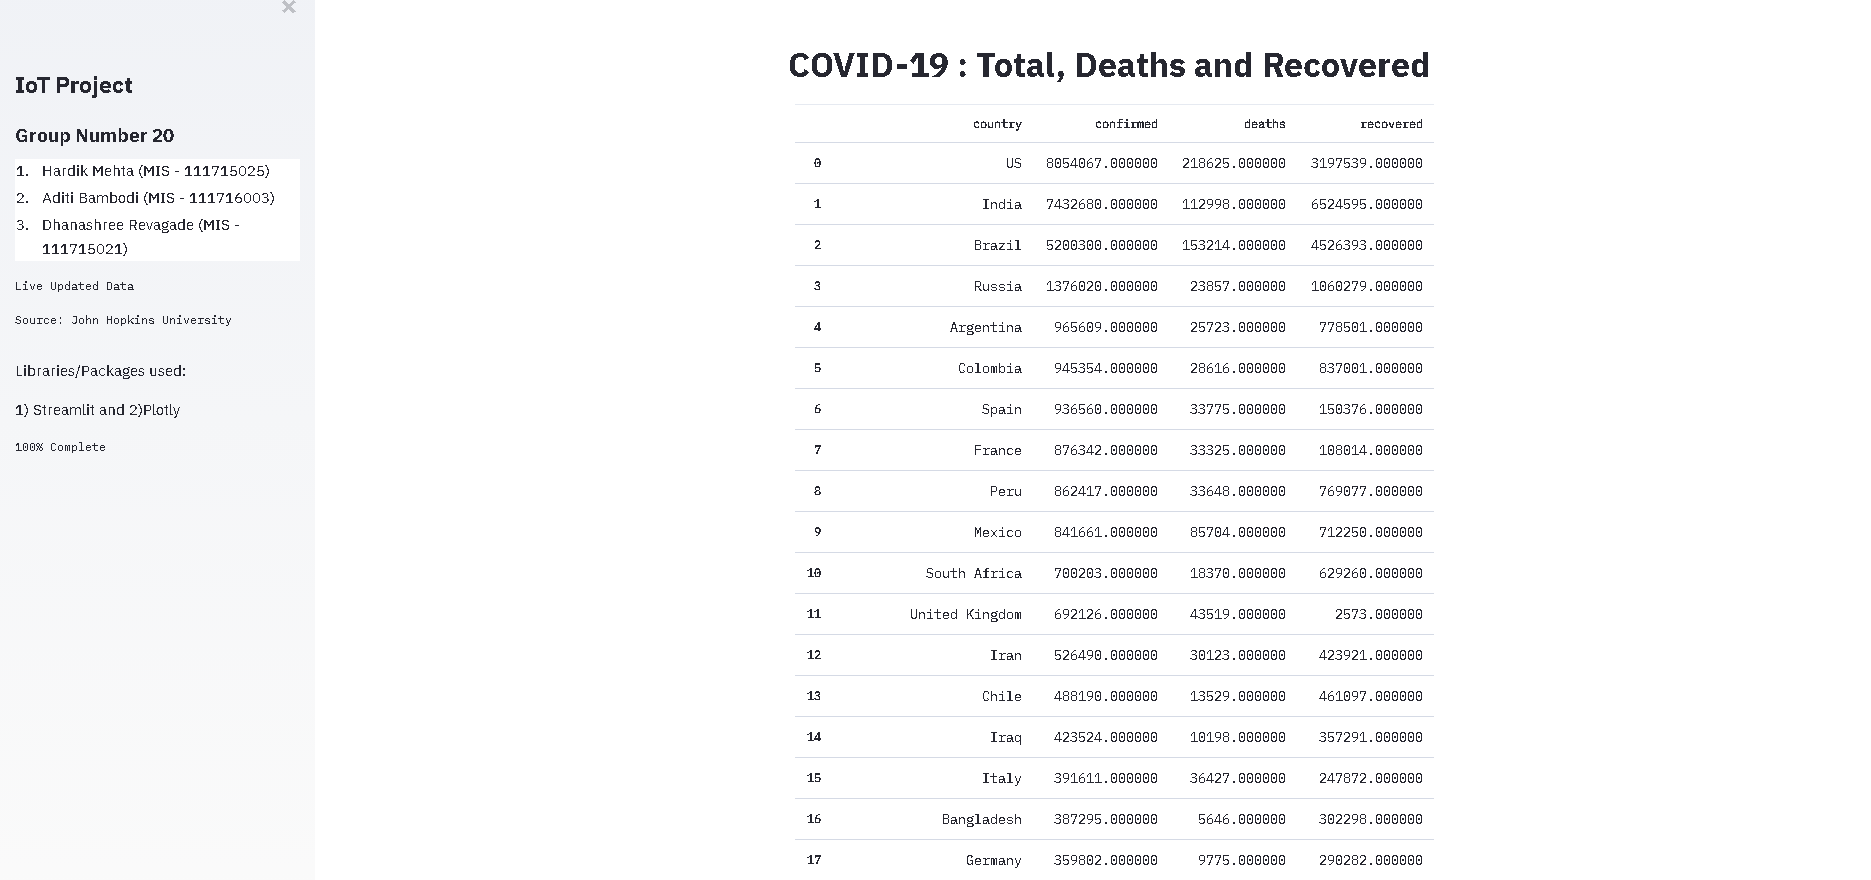 ×
IoT Project
Group Number 20
1. Hardik Mehta (MIS - 111715025)
2. Aditi Bambodi (MIS - 111716003)
3. Dhanashree Revagade (MIS -
111715021)
Live Updated Data
Source: John Hopkins University
Libraries/Packages used:
1) Streamlit and 2)Plotly
100% Complete
COVID-19 : Total, Deaths and Recovered
country confirmed deaths recovered
0 US 8054067.000000 218625.000000 3197539.000000
1 India 7432680.000000 112998.000000 6524595.000000
2 Brazil 5200300.000000 153214.000000 4526393.000000
3 Russia 1376020.000000 23857.000000 1060279.000000
4 Argentina 965609.000000 25723.000000 778501.000000
5 Colombia 945354.000000 28616.000000 837001.000000
6 Spain 936560.000000 33775.000000 150376.000000
7 France 876342.000000 33325.000000 108014.000000
8 Peru 862417.000000 33648.000000 769077.000000
9 Mexico 841661.000000 85704.000000 712250.000000
10 South Africa 700203.000000 18370.000000 629260.000000
11 United Kingdom 692126.000000 43519.000000 2573.000000
12 Iran 526490.000000 30123.000000 423921.000000
13 Chile 488190.000000 13529.000000 461097.000000
14 Iraq 423524.000000 10198.000000 357291.000000
15 Italy 391611.000000 36427.000000 247872.000000
16 Bangladesh 387295.000000 5646.000000 302298.000000
17 Germany 359802.000000 9775.000000 290282.000000